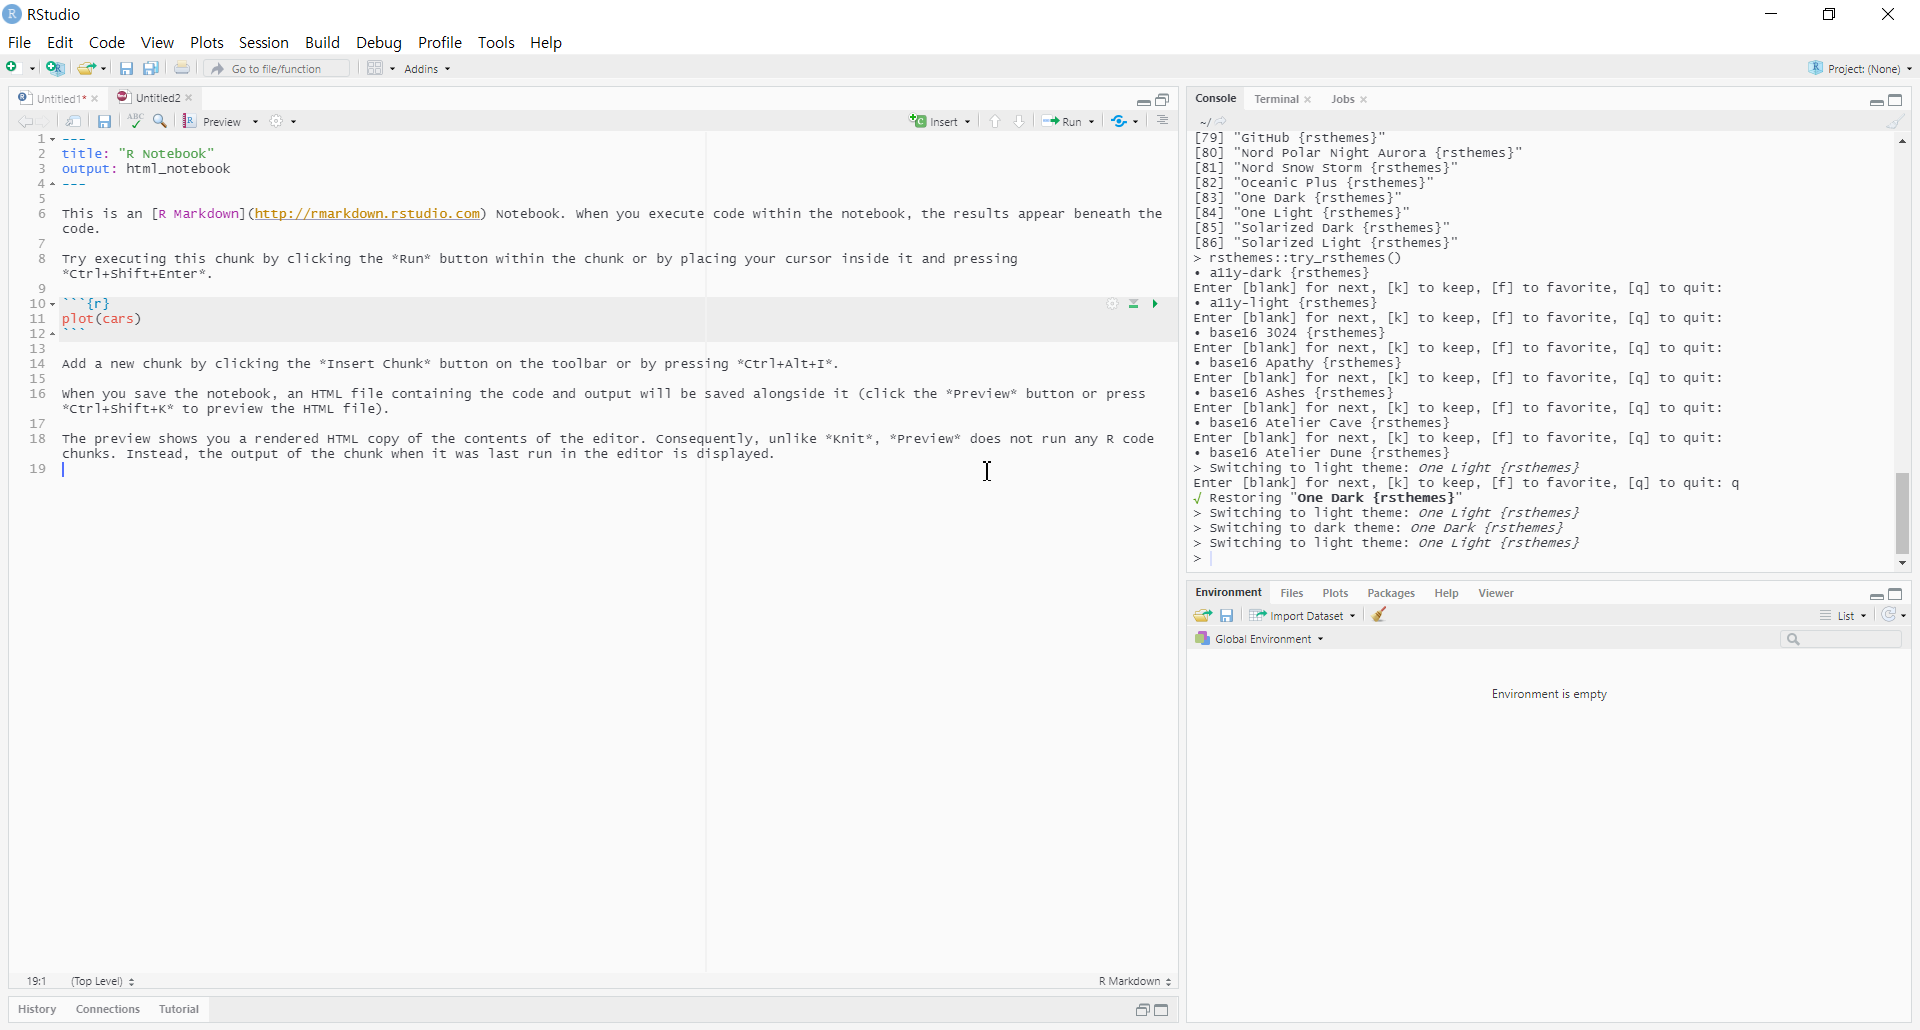 RStudio
File Edit Code View Plots Session Build Debug Profile Tools Help
Go to file/function Addins Project: (None)
Untitled1* Untitled2
Preview Insert Run
1 ---
2 title: "R Notebook"
3 output: html_notebook
4 ---
5
6 This is an [R Markdown](http://rmarkdown.rstudio.com) Notebook. When you execute code within the notebook, the results appear beneath the
code.
7
8 Try executing this chunk by clicking the *Run* button within the chunk or by placing your cursor inside it and pressing
*Ctrl+Shift+Enter*.
9
10 ```{r}
11 plot(cars)
12 ```
13
14 Add a new chunk by clicking the *Insert Chunk* button on the toolbar or by pressing *Ctrl+Alt+I*.
15
16 When you save the notebook, an HTML file containing the code and output will be saved alongside it (click the *Preview* button or press
*Ctrl+Shift+K* to preview the HTML file).
17
18 The preview shows you a rendered HTML copy of the contents of the editor. Consequently, unlike *Knit*, *Preview* does not run any R code
chunks. Instead, the output of the chunk when it was last run in the editor is displayed.
19
19:1 (Top Level) R Markdown
History Connections Tutorial
Console Terminal Jobs
~/
[79] "GitHub {rsthemes}"
[80] "Nord Polar Night Aurora {rsthemes}"
[81] "Nord Snow Storm {rsthemes}"
[82] "Oceanic Plus {rsthemes}"
[83] "One Dark {rsthemes}"
[84] "One Light {rsthemes}"
[85] "Solarized Dark {rsthemes}"
[86] "Solarized Light {rsthemes}"
> rsthemes::try_rsthemes()
• a11y-dark {rsthemes}
Enter [blank] for next, [k] to keep, [f] to favorite, [q] to quit:
• a11y-light {rsthemes}
Enter [blank] for next, [k] to keep, [f] to favorite, [q] to quit:
• base16 3024 {rsthemes}
Enter [blank] for next, [k] to keep, [f] to favorite, [q] to quit:
• base16 Apathy {rsthemes}
Enter [blank] for next, [k] to keep, [f] to favorite, [q] to quit:
• base16 Ashes {rsthemes}
Enter [blank] for next, [k] to keep, [f] to favorite, [q] to quit:
• base16 Atelier Cave {rsthemes}
Enter [blank] for next, [k] to keep, [f] to favorite, [q] to quit:
• base16 Atelier Dune {rsthemes}
> Switching to light theme: One Light {rsthemes}
Enter [blank] for next, [k] to keep, [f] to favorite, [q] to quit: q
√ Restoring "One Dark {rsthemes}"
> Switching to light theme: One Light {rsthemes}
> Switching to dark theme: One Dark {rsthemes}
> Switching to light theme: One Light {rsthemes}
>
Environment Files Plots Packages Help Viewer
Import Dataset List
Global Environment
Environment is empty